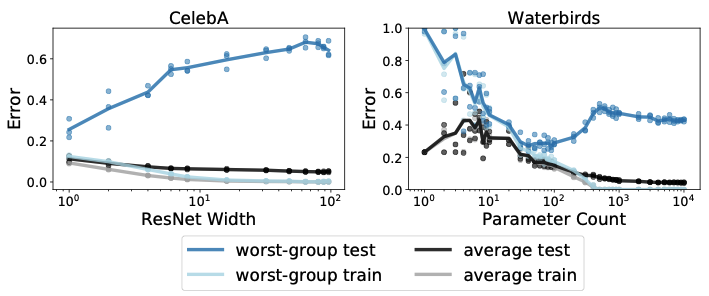 CelebA
Error
0.6
0.4
0.2
0.0
10⁰
10¹
10²
ResNet Width
Waterbirds
Error
1.0
0.8
0.6
0.4
0.2
0.0
10⁰
10¹
10²
10³
10⁴
Parameter Count
worst-group test
worst-group train
average test
average train